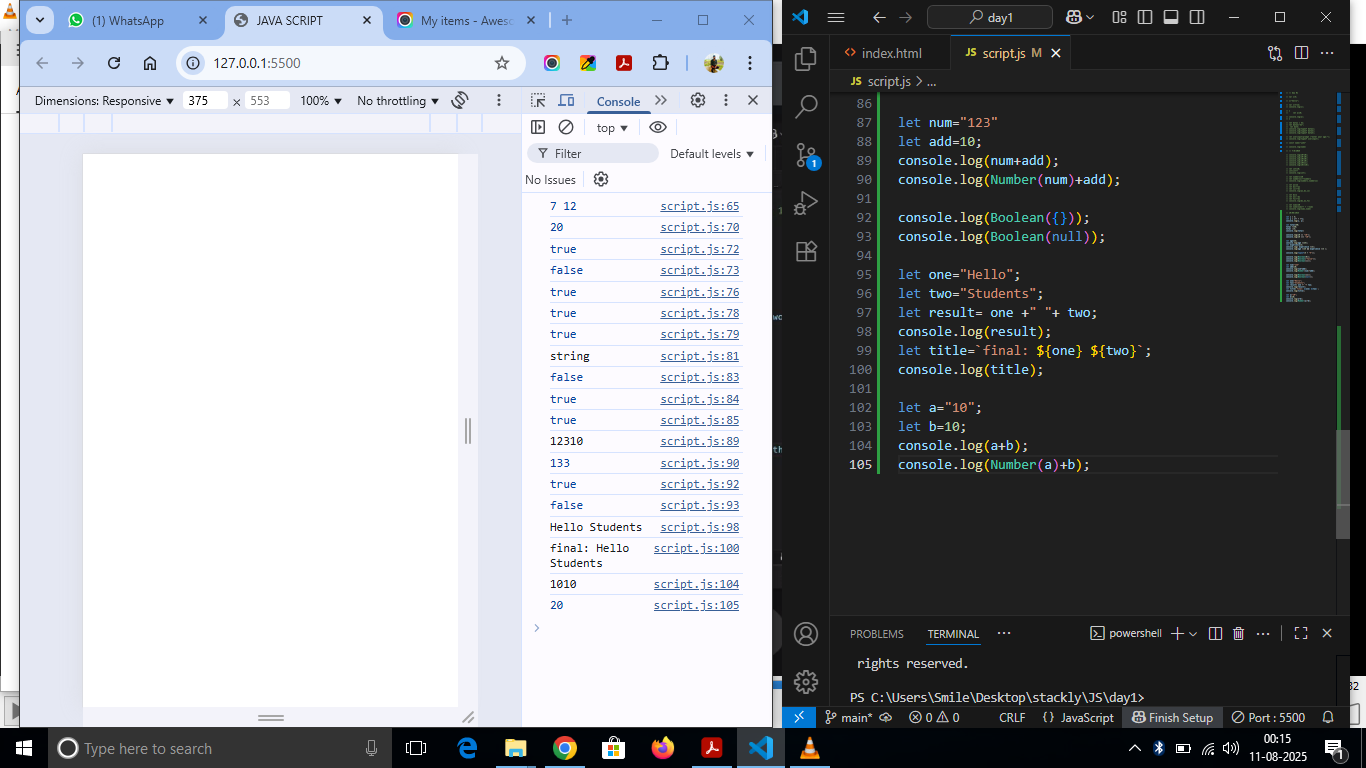 (1) WhatsApp
JAVA SCRIPT
My items - Aweso
127.0.0.1:5500
Dimensions: Responsive
375
×
553
100%
No throttling
Console
top
Filter
Default levels
No Issues
7 12 script.js:65
20 script.js:70
true script.js:72
false script.js:73
true script.js:76
true script.js:78
true script.js:79
string script.js:81
false script.js:83
true script.js:84
true script.js:85
12310 script.js:89
133 script.js:90
true script.js:92
false script.js:93
Hello Students script.js:98
final: Hello script.js:100
Students
1010 script.js:104
20 script.js:105
day1
index.html
JS script.js M
JS script.js > ...
86
87 let num="123"
88 let add=10;
89 console.log(num+add);
90 console.log(Number(num)+add);
91
92 console.log(Boolean({}));
93 console.log(Boolean(null));
94
95 let one="Hello";
96 let two="Students";
97 let result= one +" "+ two;
98 console.log(result);
99 let title=`final: ${one} ${two}`;
100 console.log(title);
101
102 let a="10";
103 let b=10;
104 console.log(a+b);
105 console.log(Number(a)+b);
1
PROBLEMS TERMINAL ... powershell
rights reserved.
PS C:\Users\Smile\Desktop\stackly\JS\day1>
main* 0 0 CRLF {} JavaScript Finish Setup Port : 5500
Type here to search
00:15
11-08-2025
1